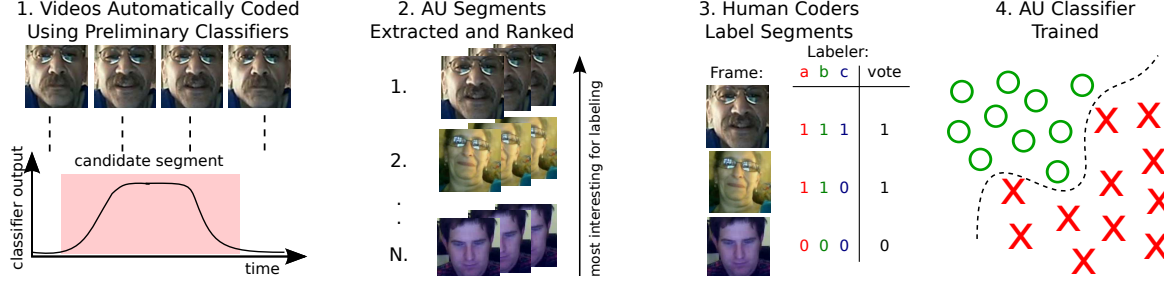 1. Videos Automatically Coded
Using Preliminary Classifiers
candidate segment
classifier output
time
2. AU Segments
Extracted and Ranked
1.
2.
.
.
N.
most interesting for labeling
3. Human Coders
Label Segments
Labeler:
Frame: a b c vote
1 1 1 1
1 1 0 1
0 0 0 0
4. AU Classifier
Trained